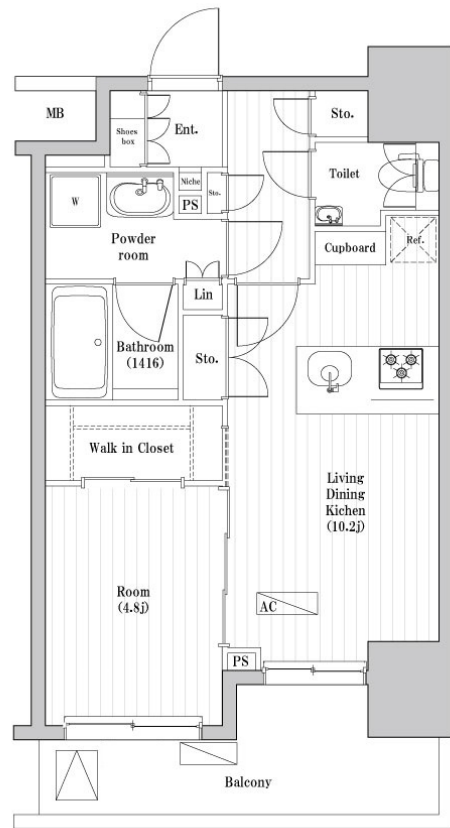 MB
Shoes
box
Ent.
Sto.
Toilet
W
Niche
PS
Sto.
Powder
room
Cupboard
Ref.
Lin
Bathroom
(1416)
Sto.
Walk in Closet
Living
Dining
Kichen
(10.2j)
Room
(4.8j)
AC
PS
Balcony